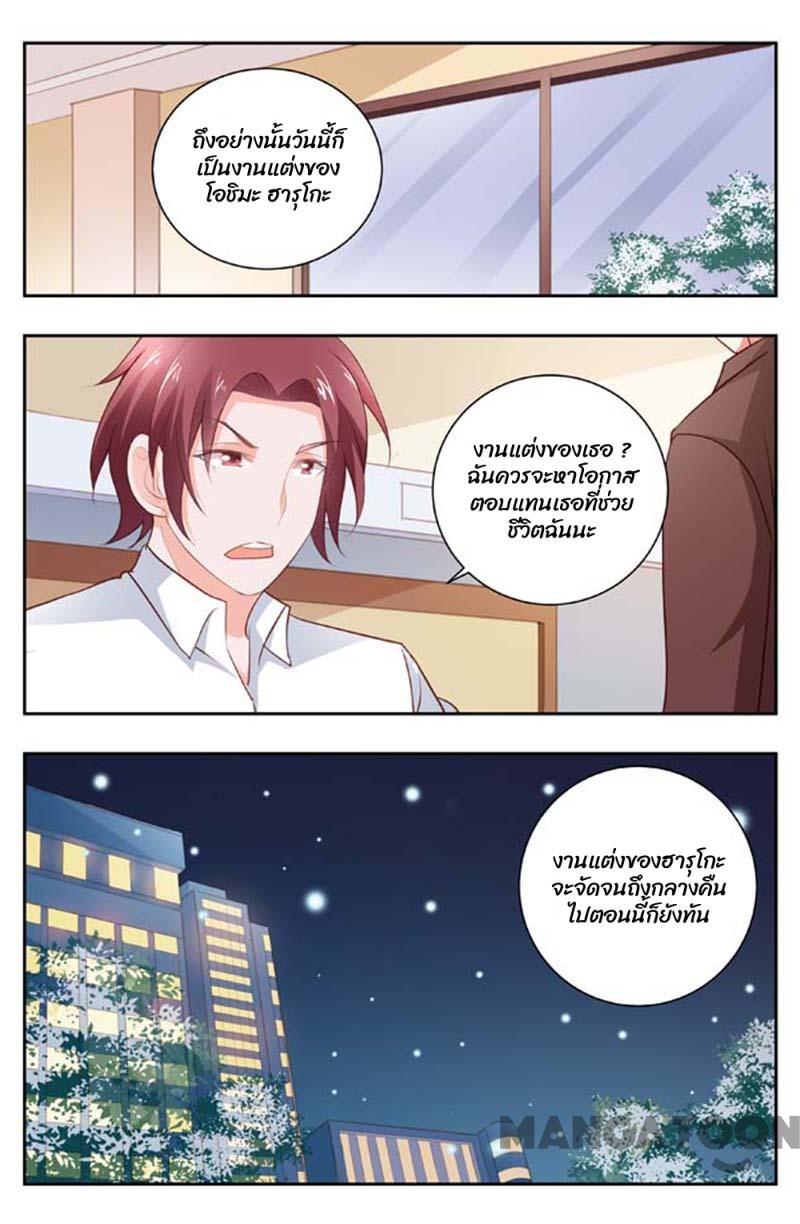 ถึงอย่างนั้นวันนี้ก็
เป็นงานแต่งของ
โอชิมะ ฮารุโกะ
งานแต่งของเธอ ?
ฉันควรจะหาโอกาส
ตอบแทนเธอที่ช่วย
ชีวิตฉันนะ
งานแต่งของฮารุโกะ
จะจัดจนถึงกลางคืน
ไปตอนนี้ก็ยังทัน
MANGATOON